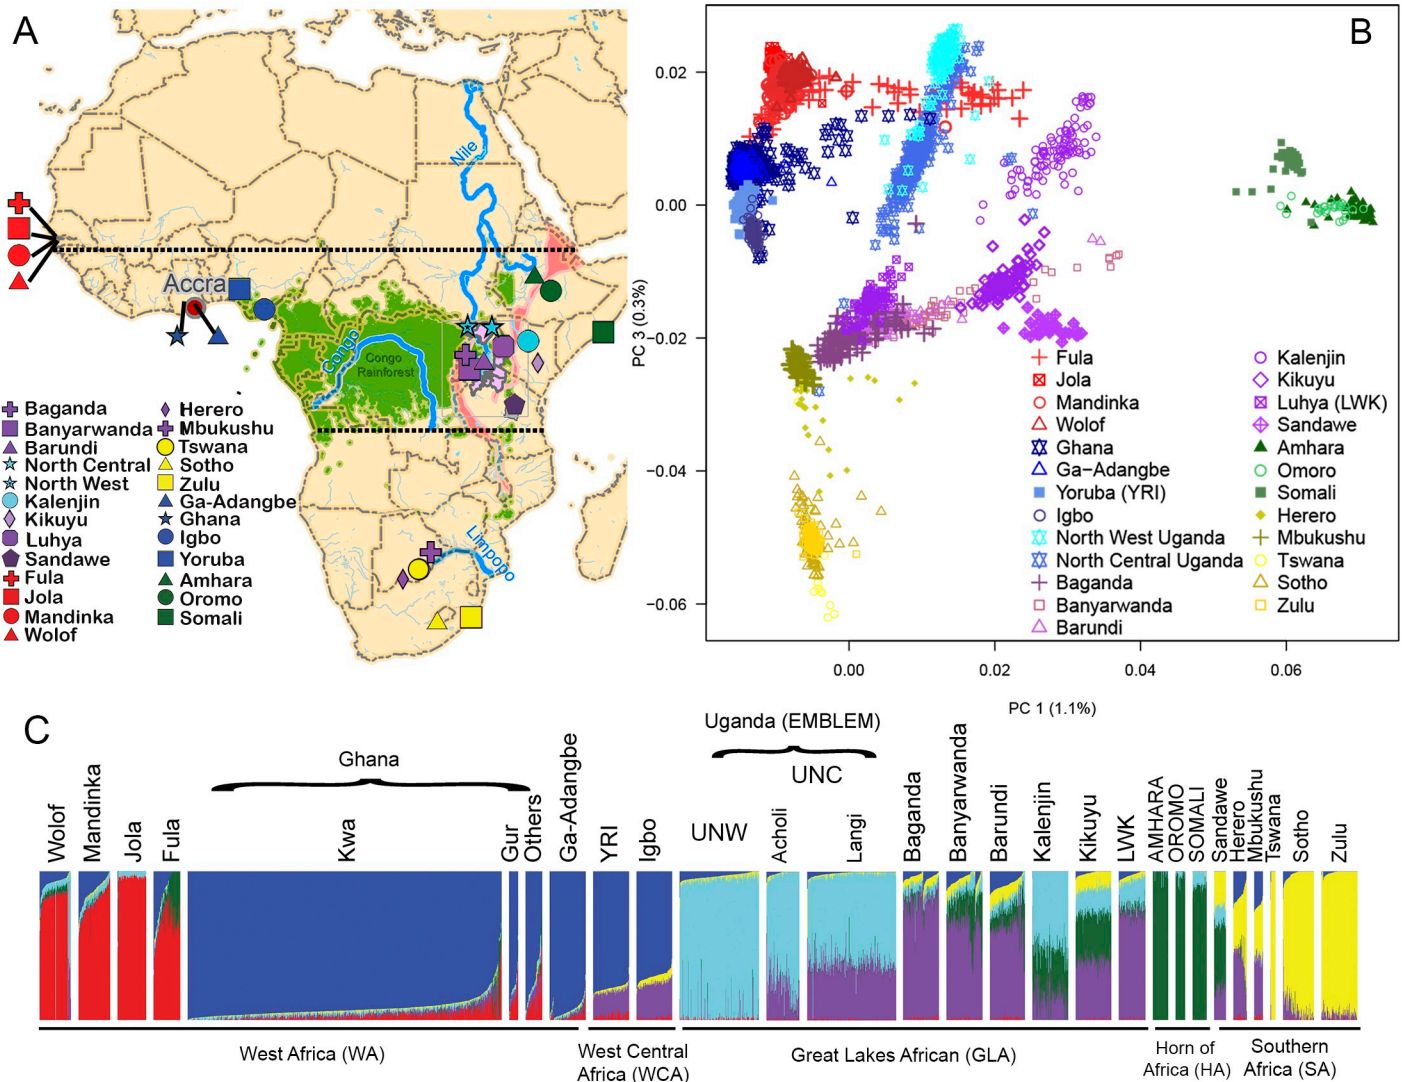 A
Nile
Accra
Congo
Congo
Rainforest
Limpopo
Baganda
Banyarwanda
Barundi
North Central
North West
Kalenjin
Kikuyu
Luhya
Sandawe
Fula
Jola
Mandinka
Wolof
Herero
Mbukushu
Tswana
Sotho
Zulu
Ga-Adangbe
Ghana
Igbo
Yoruba
Amhara
Oromo
Somali
B
PC 3 (0.3%)
0.02
0.00
−0.02
−0.04
−0.06
Fula
Jola
Mandinka
Wolof
Ghana
Ga−Adangbe
Yoruba (YRI)
Igbo
North West Uganda
North Central Uganda
Baganda
Banyarwanda
Barundi
Kalenjin
Kikuyu
Luhya (LWK)
Sandawe
Amhara
Omoro
Somali
Herero
Mbukushu
Tswana
Sotho
Zulu
0.00
0.02
0.04
0.06
PC 1 (1.1%)
C
Ghana
Uganda (EMBLEM)
UNC
UNW
Wolof
Mandinka
Jola
Fula
Kwa
Gur
Others
Ga-Adangbe
YRI
Igbo
Acholi
Langi
Baganda
Banyarwanda
Barundi
Kalenjin
Kikuyu
LWK
AMHARA
OROMO
SOMALI
Sandawe
Herero
Mbukushu
Tswana
Sotho
Zulu
West Africa (WA)
West Central
Africa (WCA)
Great Lakes African (GLA)
Horn of
Africa (HA)
Southern
Africa (SA)